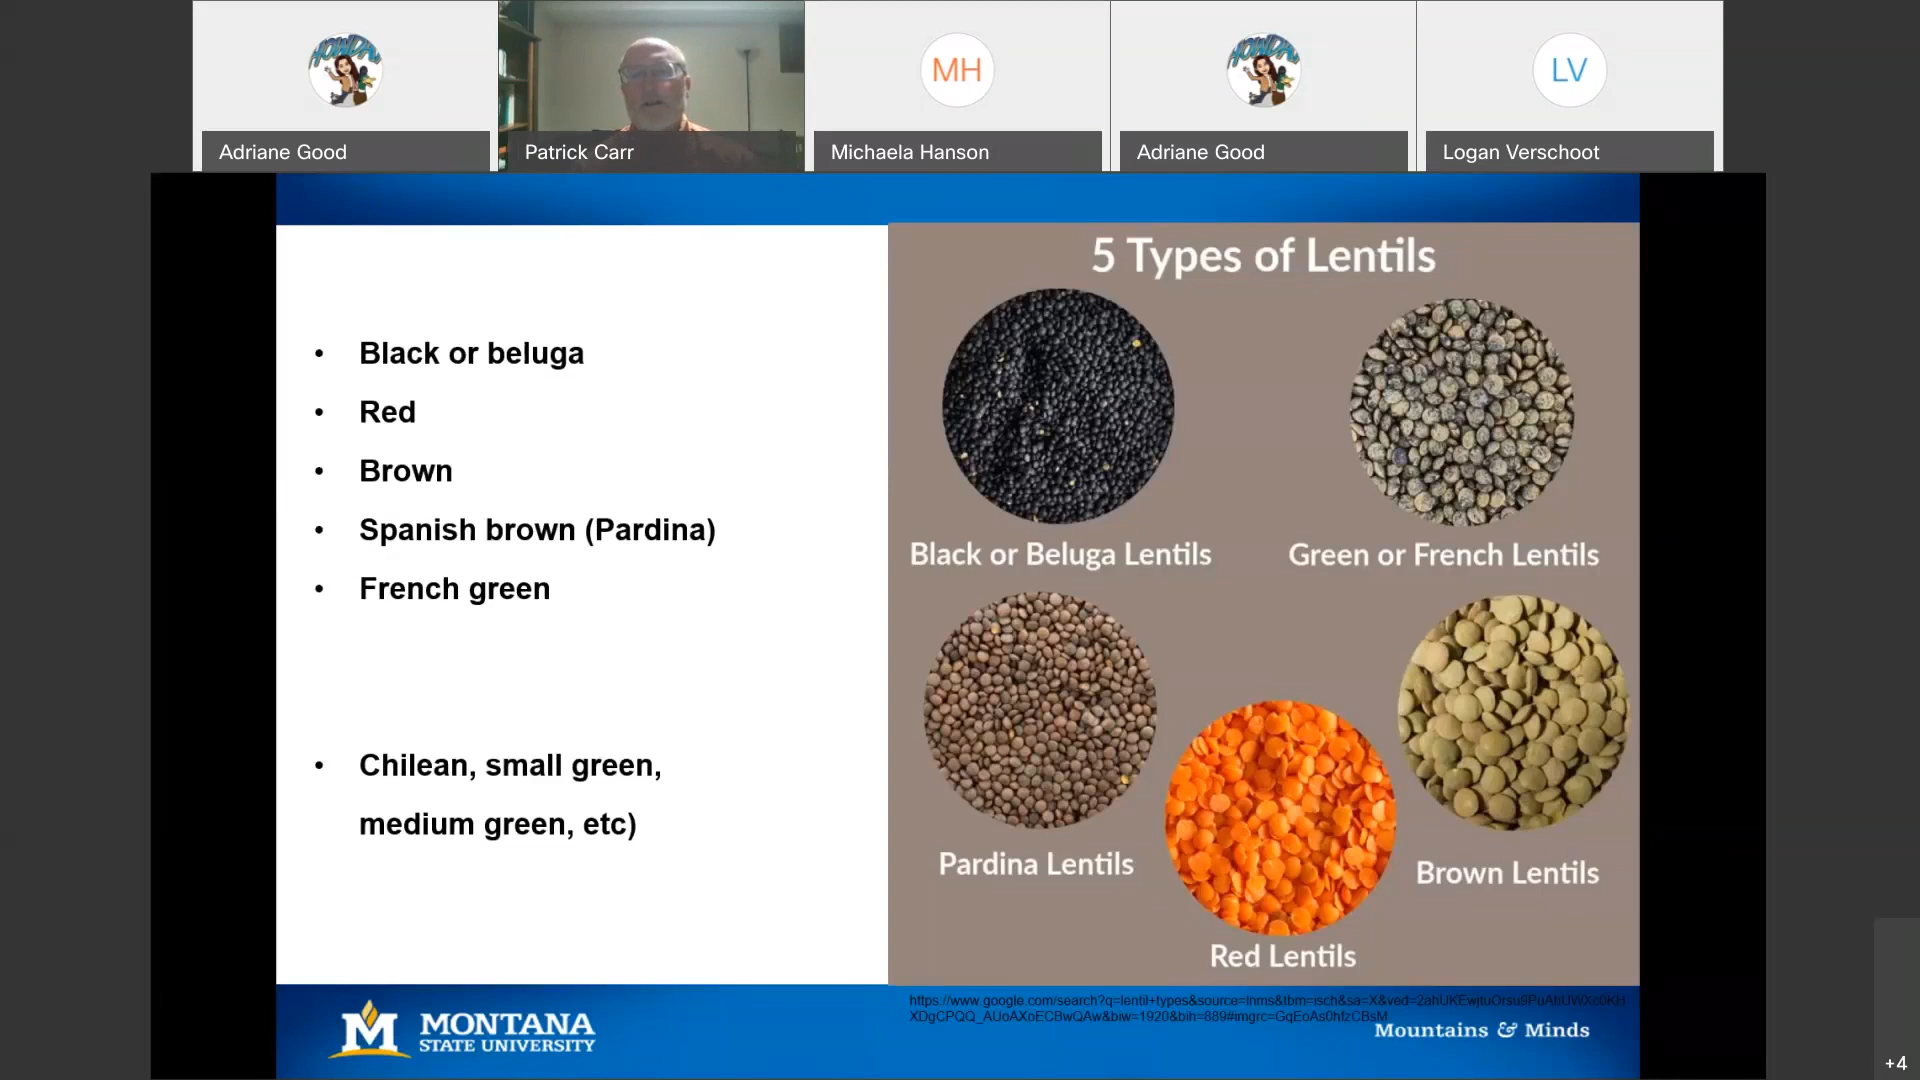 HOWDY
Adriane Good
Patrick Carr
MH
Michaela Hanson
HOWDY
Adriane Good
LV
Logan Verschoot
• Black or beluga
• Red
• Brown
• Spanish brown (Pardina)
• French green
• Chilean, small green,
medium green, etc)
5 Types of Lentils
Black or Beluga Lentils
Green or French Lentils
Pardina Lentils
Brown Lentils
Red Lentils
MONTANA
STATE UNIVERSITY
Mountains & Minds
+4